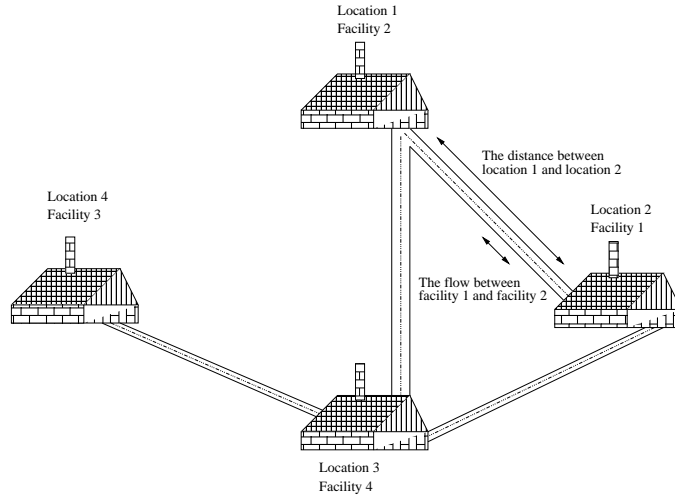 Location 1
Facility 2
The distance between
location 1 and location 2
Location 4
Facility 3
Location 2
Facility 1
The flow between
facility 1 and facility 2
Location 3
Facility 4